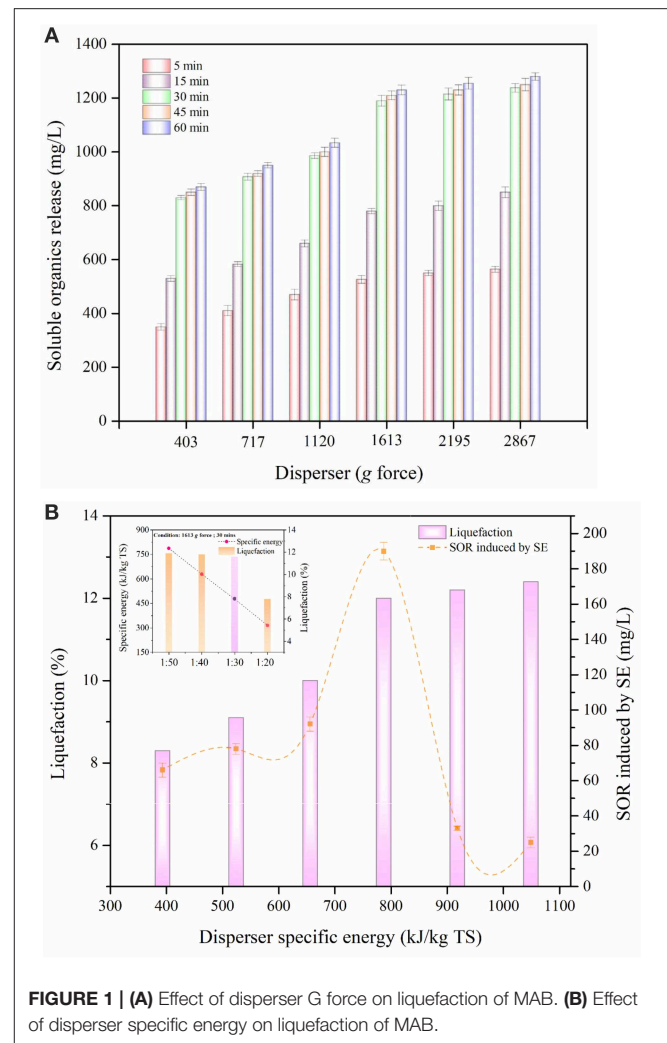 A
1400
1200
1000
800
600
400
200
0
Soluble organics release (mg/L)
5 min
15 min
30 min
45 min
60 min
403 717 1120 1613 2195 2867
Disperser (g force)
B
14
12
10
8
6
Liquefaction (%)
Condition: 1613 g force ; 30 mins
900
750
600
450
300
150
Specific energy (kJ/kg TS)
Specific energy
Liquefaction
14
12
10
8
6
4
Liquefaction (%)
1:50 1:40 1:30 1:20
Liquefaction
SOR induced by SE
200
180
160
140
120
100
80
60
40
20
0
SOR induced by SE (mg/L)
300 400 500 600 700 800 900 1000 1100
Disperser specific energy (kJ/kg TS)
FIGURE 1 | (A) Effect of disperser G force on liquefaction of MAB. (B) Effect
of disperser specific energy on liquefaction of MAB.